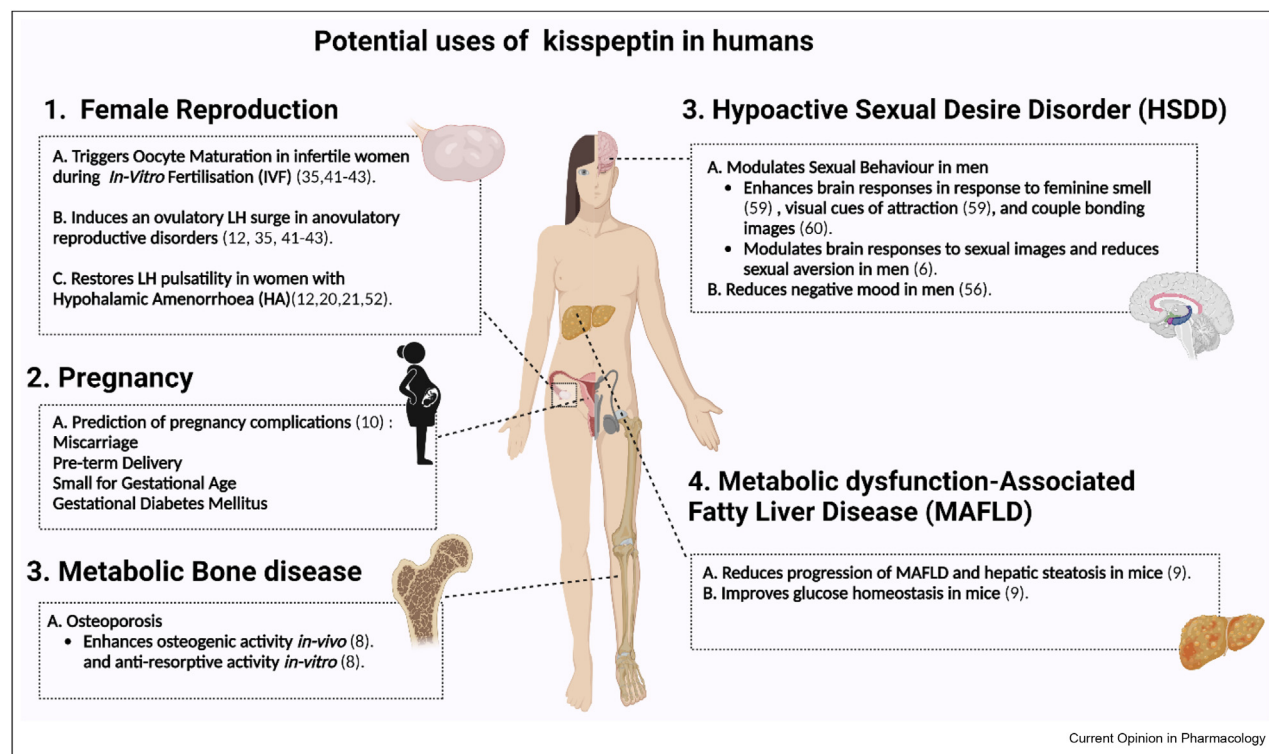 Potential uses of kisspeptin in humans
1. Female Reproduction
A. Triggers Oocyte Maturation in infertile women
during In-Vitro Fertilisation (IVF) (35,41-43).
B. Induces an ovulatory LH surge in anovulatory
reproductive disorders (12, 35, 41-43).
C. Restores LH pulsatility in women with
Hypohalamic Amenorrhoea (HA)(12,20,21,52).
2. Pregnancy
A. Prediction of pregnancy complications (10) :
Miscarriage
Pre-term Delivery
Small for Gestational Age
Gestational Diabetes Mellitus
3. Metabolic Bone disease
A. Osteoporosis
• Enhances osteogenic activity in-vivo (8).
and anti-resorptive activity in-vitro (8).
3. Hypoactive Sexual Desire Disorder (HSDD)
A. Modulates Sexual Behaviour in men
• Enhances brain responses in response to feminine smell
(59) , visual cues of attraction (59), and couple bonding
images (60).
• Modulates brain responses to sexual images and reduces
sexual aversion in men (6).
B. Reduces negative mood in men (56).
4. Metabolic dysfunction-Associated
Fatty Liver Disease (MAFLD)
A. Reduces progression of MAFLD and hepatic steatosis in mice (9).
B. Improves glucose homeostasis in mice (9).
Current Opinion in Pharmacology